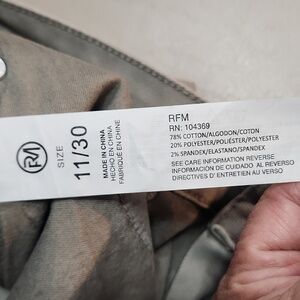 RM
SIZE
11/30
MADE IN CHINA
HECHO EN CHINA
FABRIQUÉ EN CHINE
RFM
RN: 104369
78% COTTON/ALGODON/COTON
20% POLYESTER/POLIÉSTER/POLYESTER
2% SPANDEX/ELASTANO/SPANDEX
SEE CARE INFORMATION REVERSE
INFORMACIÓN DE CUIDADO AL REVERSO
DIRECTIVES D'ENTRETIEN AU VERSO